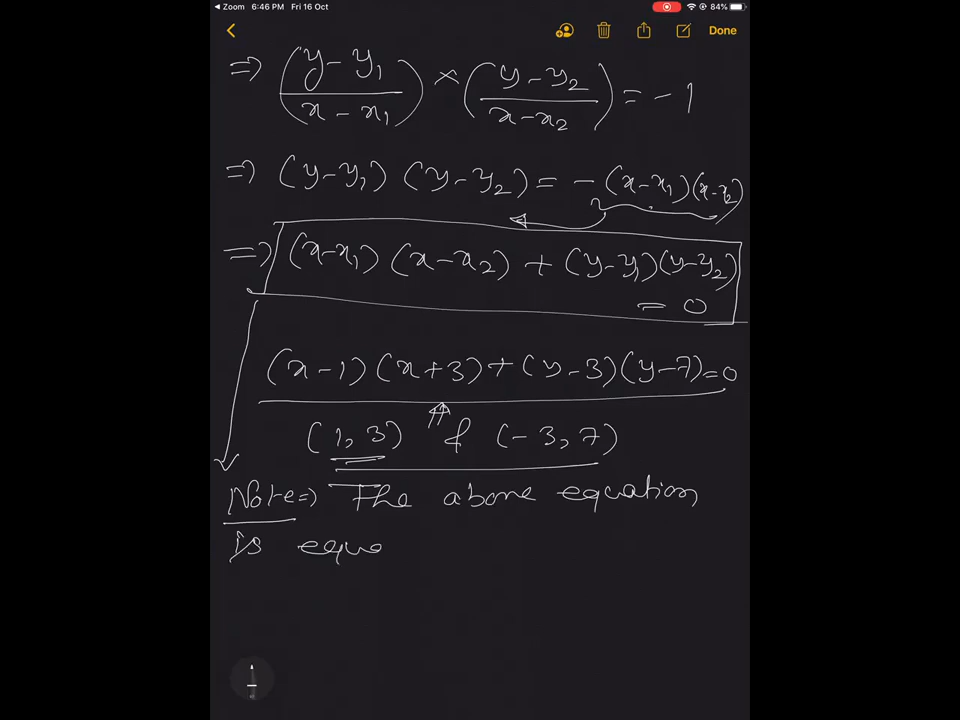 Zoom 6:46 PM Fri 16 Oct 84%
Done
⇒ (y-y₁/x-x₁) × (y-y₂/x-x₂) = -1
⇒ (y-y₁) (y-y₂) = -(x-x₁)(x-x₂)
⇒ (x-x₁) (x-x₂) + (y-y₁)(y-y₂)
= 0
(x-1)(x+3)+(y-3)(y-7)=0
(1,3) & (-3,7)
Note⇒ The above equation
is equa